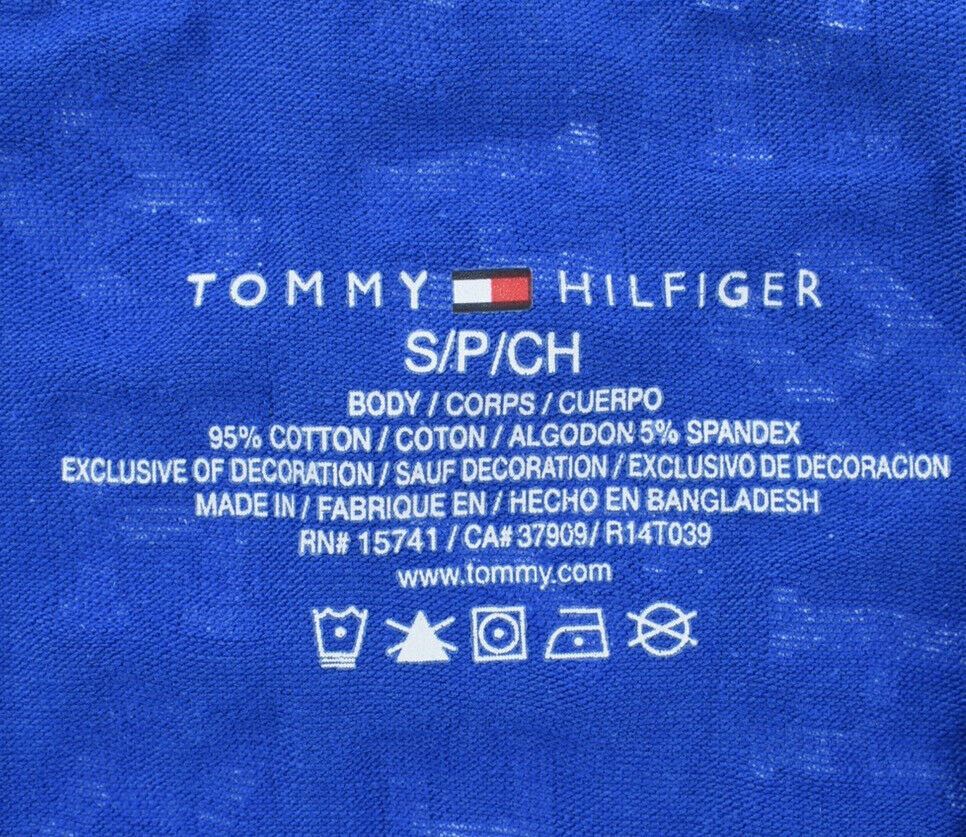 TOMMY HILFIGER
S/P/CH
BODY / CORPS / CUERPO
95% COTTON / COTON / ALGODON 5% SPANDEX
EXCLUSIVE OF DECORATION / SAUF DECORATION / EXCLUSIVO DE DECORACION
MADE IN / FABRIQUE EN / HECHO EN BANGLADESH
RN# 15741 / CA# 37909/ R14T039
www.tommy.com